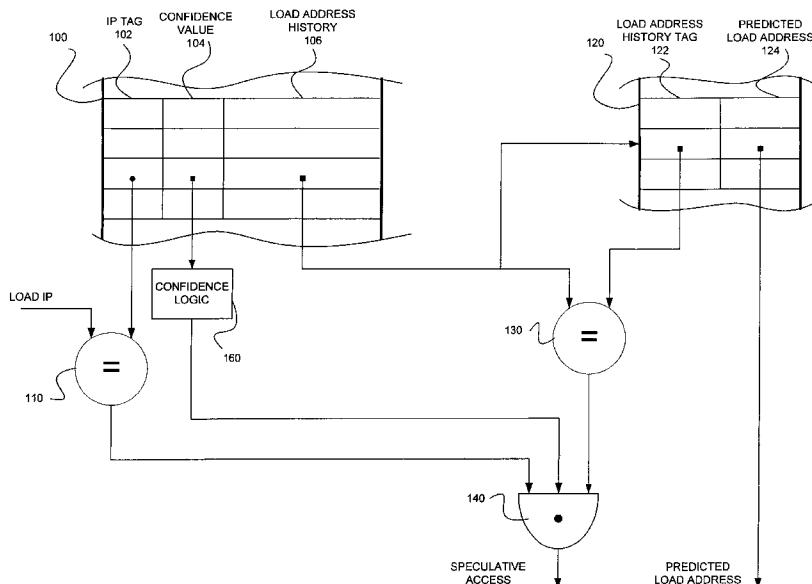 IP TAG
102
CONFIDENCE
VALUE
104
LOAD ADDRESS
HISTORY
106
100
LOAD ADDRESS
HISTORY TAG
122
PREDICTED
LOAD ADDRESS
124
120
LOAD IP
CONFIDENCE
LOGIC
160
=
110
130
=
140
SPECULATIVE
ACCESS
PREDICTED
LOAD ADDRESS